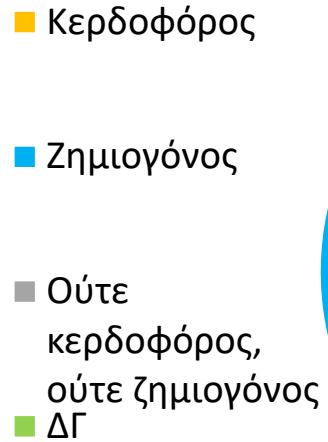 Κερδοφόρος
Ζημιογόνος
Ούτε
κερδοφόρος,
ούτε ζημιογόνος
ΔΓ